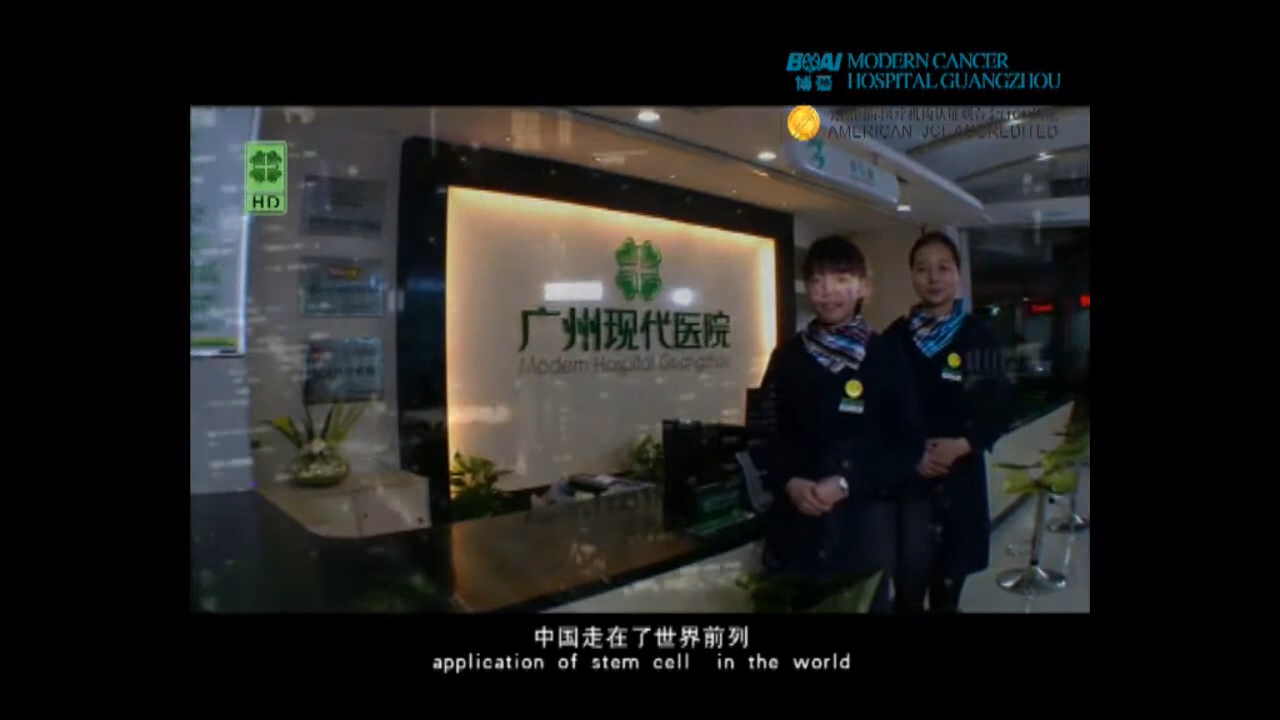 BOAI MODERN CANCER
博爱 HOSPITAL GUANGZHOU
AMERICAN JCI ACCREDITED
HD
广州现代医院
Modern Hospital Guangzhou
中国走在了世界前列
application of stem cell in the world